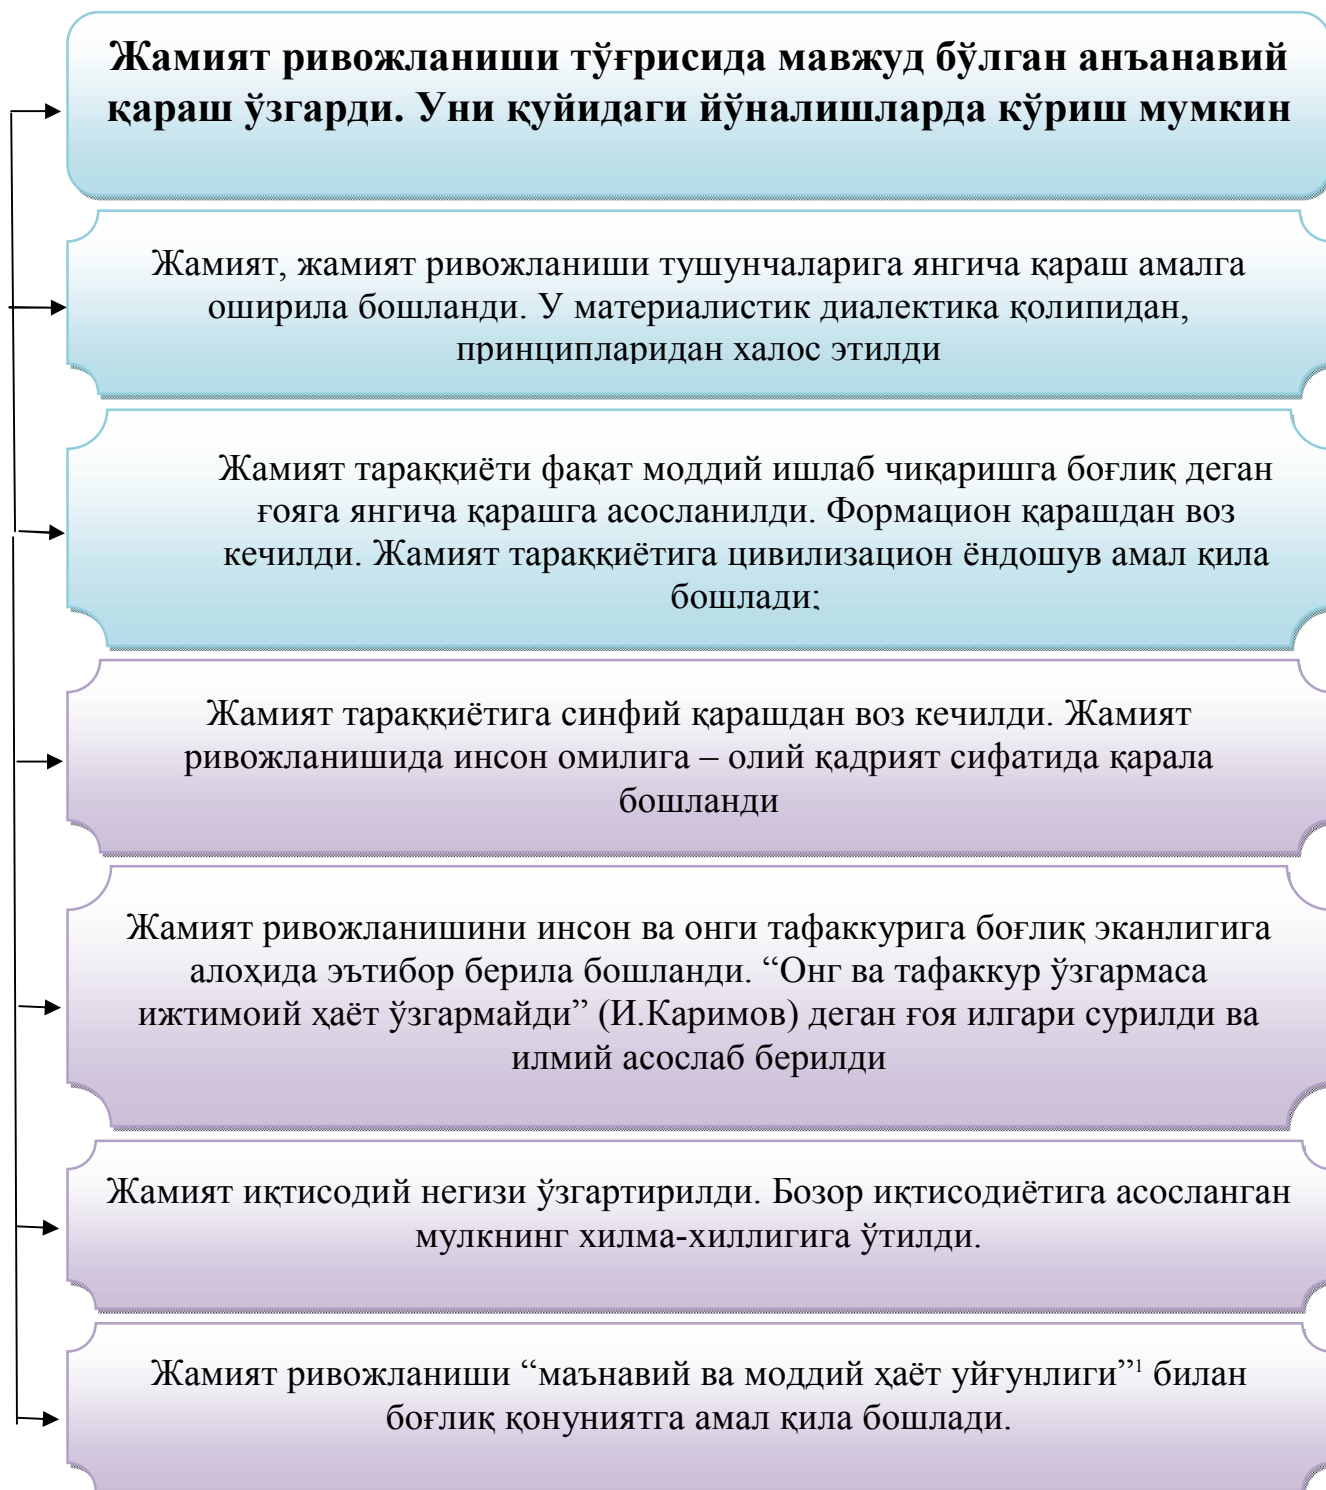 Жамият ривожланиши тўғрисида мавжуд бўлган анъанавий
қараш ўзгарди. Уни қуйидаги йўналишларда кўриш мумкин
Жамият, жамият ривожланиши тушунчаларига янгича қараш амалга
оширила бошланди. У материалистик диалектика қолипидан,
принципларидан халос этилди
Жамият тараққиёти фақат моддий ишлаб чиқаришга боғлиқ деган
ғояга янгича қарашга асосланилди. Формацион қарашдан воз
кечилди. Жамият тараққиётига цивилизацион ёндошув амал қила
бошлади;
Жамият тараққиётига синфий қарашдан воз кечилди. Жамият
ривожланишида инсон омилига – олий қадрият сифатида қарала
бошланди
Жамият ривожланишини инсон ва онги тафаккурига боғлиқ эканлигига
алоҳида эътибор берила бошланди. “Онг ва тафаккур ўзгармаса
ижтимоий ҳаёт ўзгармайди” (И.Каримов) деган ғоя илгари сурилди ва
илмий асослаб берилди
Жамият иқтисодий негизи ўзгартирилди. Бозор иқтисодиётига асосланган
мулкнинг хилма-хиллигига ўтилди.
Жамият ривожланиши “маънавий ва моддий ҳаёт уйғунлиги”¹ билан
боғлиқ қонуниятга амал қила бошлади.